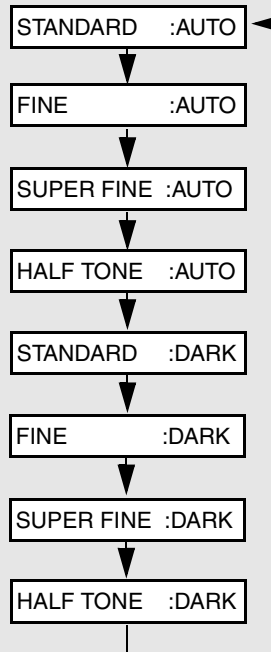 STANDARD :AUTO
FINE :AUTO
SUPER FINE :AUTO
HALF TONE :AUTO
STANDARD :DARK
FINE :DARK
SUPER FINE :DARK
HALF TONE :DARK